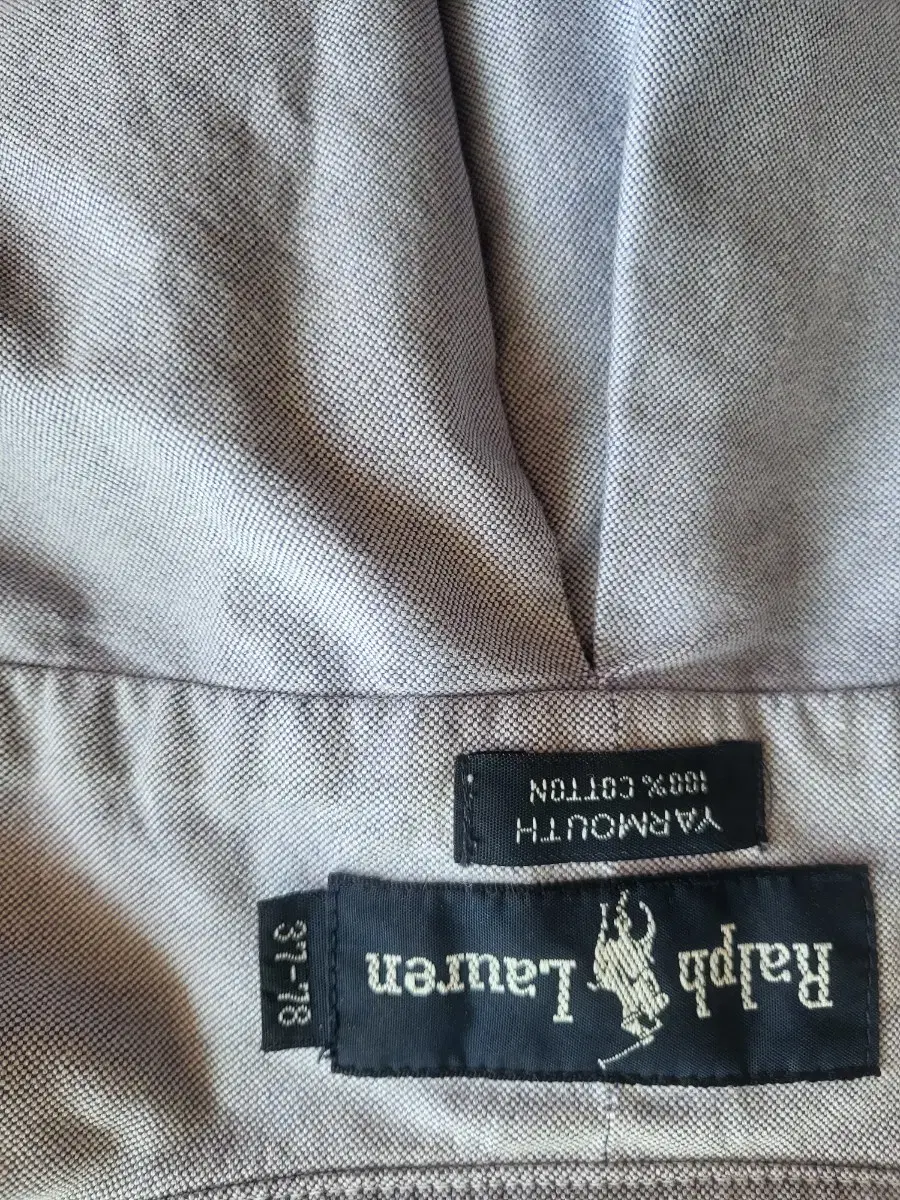 Ralph Lauren
YARMOUTH
100% COTTON
37-78